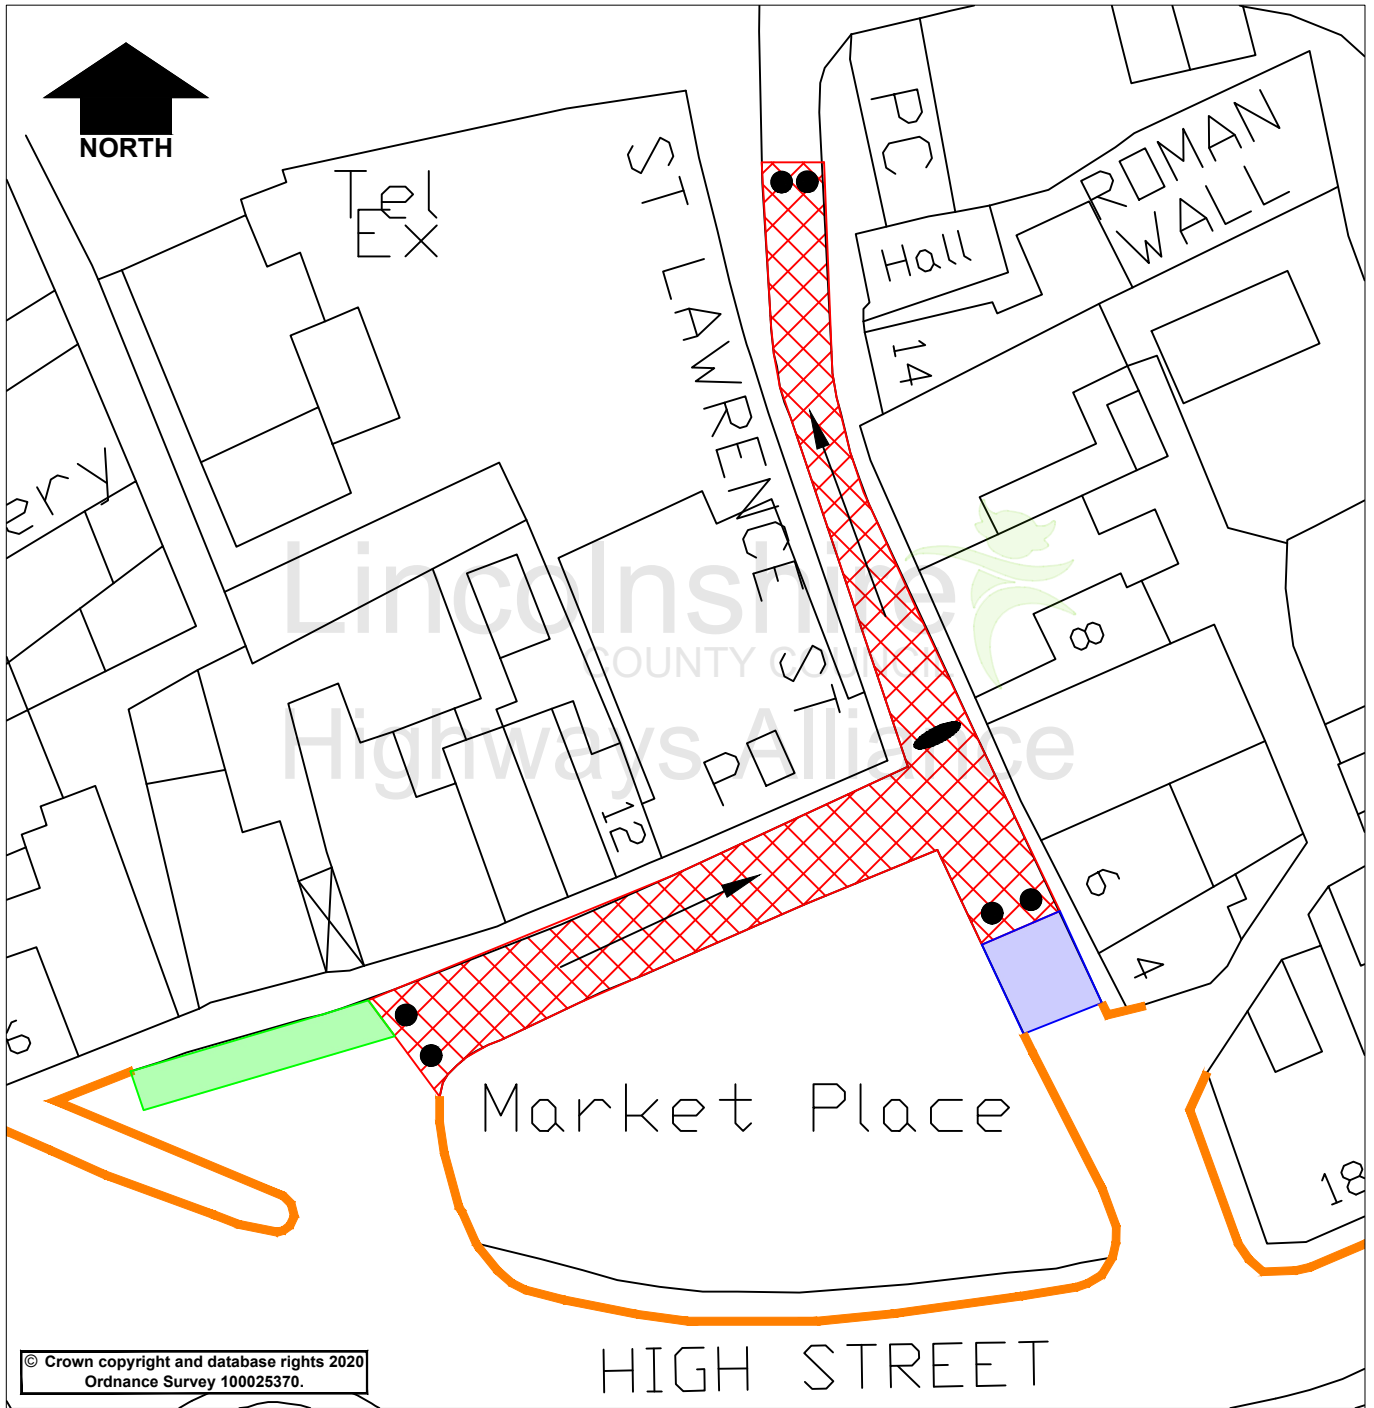 NORTH
Tel
Ex
ST LAWRENCE ST
PC
ROMAN
WALL
Hall
14
ery
Lincolnshire
COUNTY COUNCIL
Highways Alliance
8
P
12
6
4
Market Place
18
HIGH STREET
© Crown copyright and database rights 2020
Ordnance Survey 100025370.